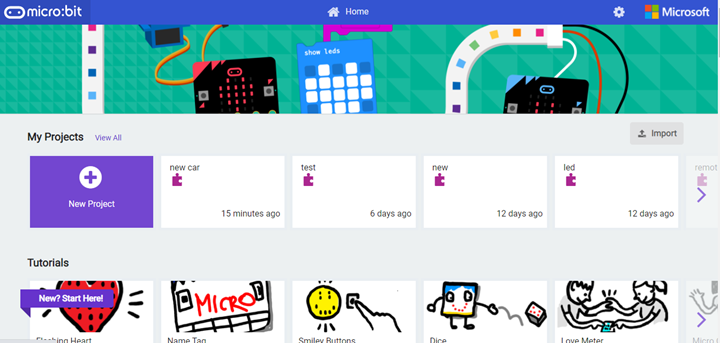 micro:bit
Home
Microsoft
show leds
My Projects View All
Import
New Project
new car
15 minutes ago
test
6 days ago
new
12 days ago
led
12 days ago
remot
Tutorials
New? Start Here!
MICRO
Flashing Heart
Name Tag
Smiley Buttons
Dice
Love Meter
Micro